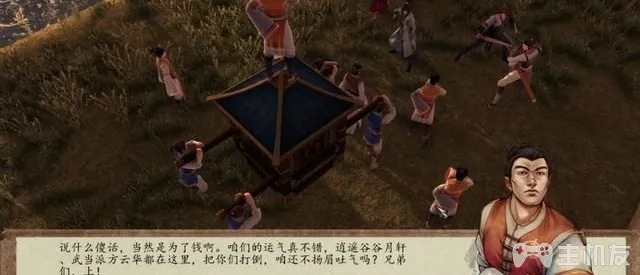 说什么傻话，当然是为了钱啊。咱们的运气真不错，逍遥谷谷月轩
、武当派方云华都在这里，把你们打倒，咱还不扬眉吐气吗？兄弟
们，上！
主机友